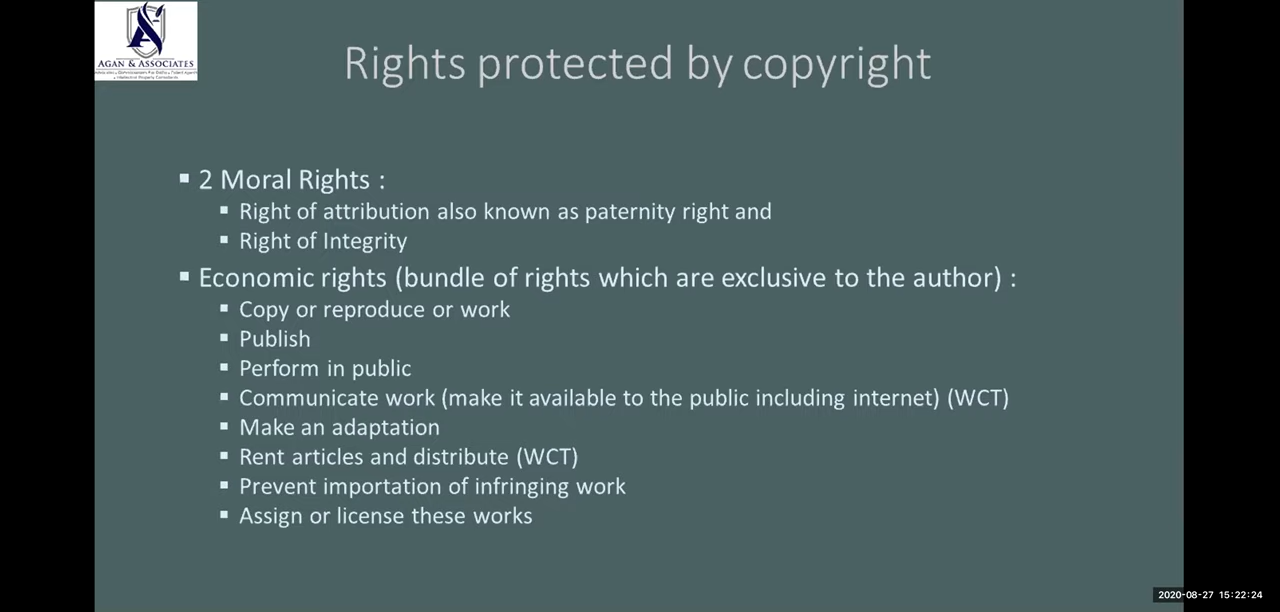 AGAN & ASSOCIATES
Rights protected by copyright
2 Moral Rights :
Right of attribution also known as paternity right and
Right of Integrity
Economic rights (bundle of rights which are exclusive to the author) :
Copy or reproduce or work
Publish
Perform in public
Communicate work (make it available to the public including internet) (WCT)
Make an adaptation
Rent articles and distribute (WCT)
Prevent importation of infringing work
Assign or license these works
2020-08-27 15:22:24